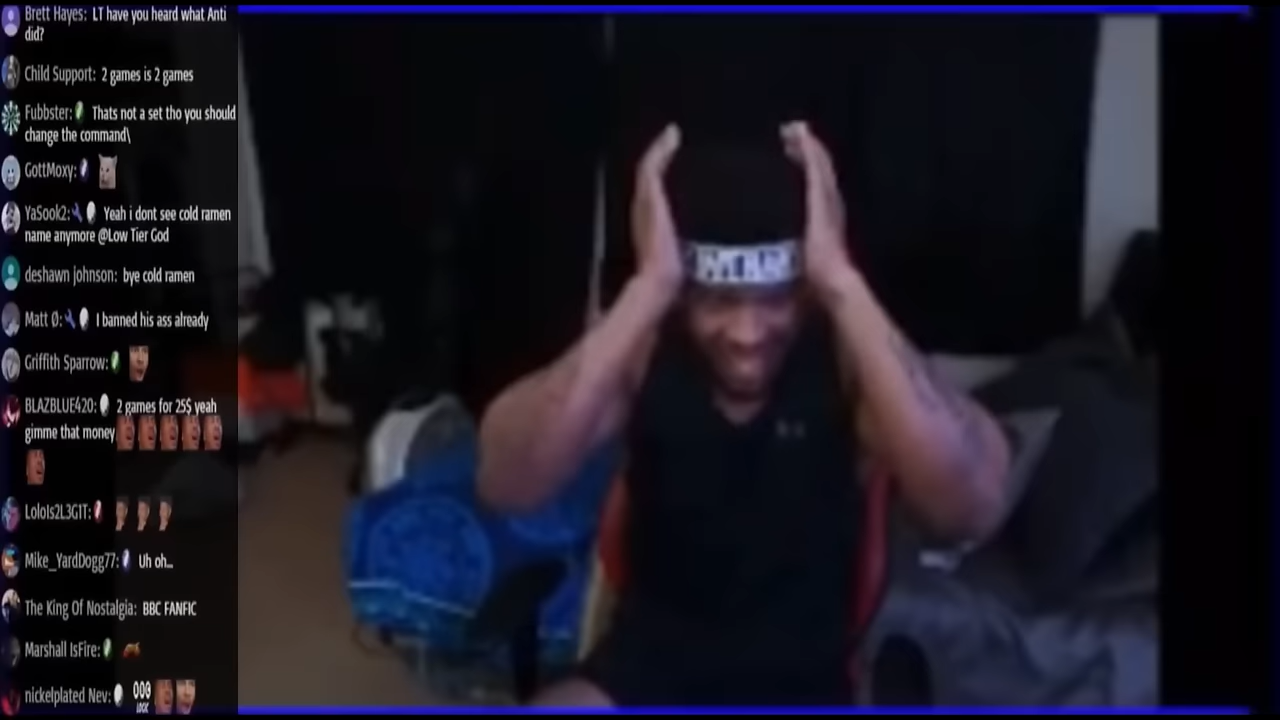 Brett Hayes: LT have you heard what Anti
did?
Child Support: 2 games is 2 games
Fubbster: Thats not a set tho you should
change the command\
GottMoxy:
YaSook2: Yeah i dont see cold ramen
name anymore @Low Tier God
deshawn johnson: bye cold ramen
Matt Ø: I banned his ass already
Griffith Sparrow:
BLAZBLUE420: 2 games for 25$ yeah
gimme that money
LoloIs2L3G1T:
Mike_YardDogg77: Uh oh...
The King Of Nostalgia: BBC FANFIC
Marshall IsFire:
nickelplated Nev: